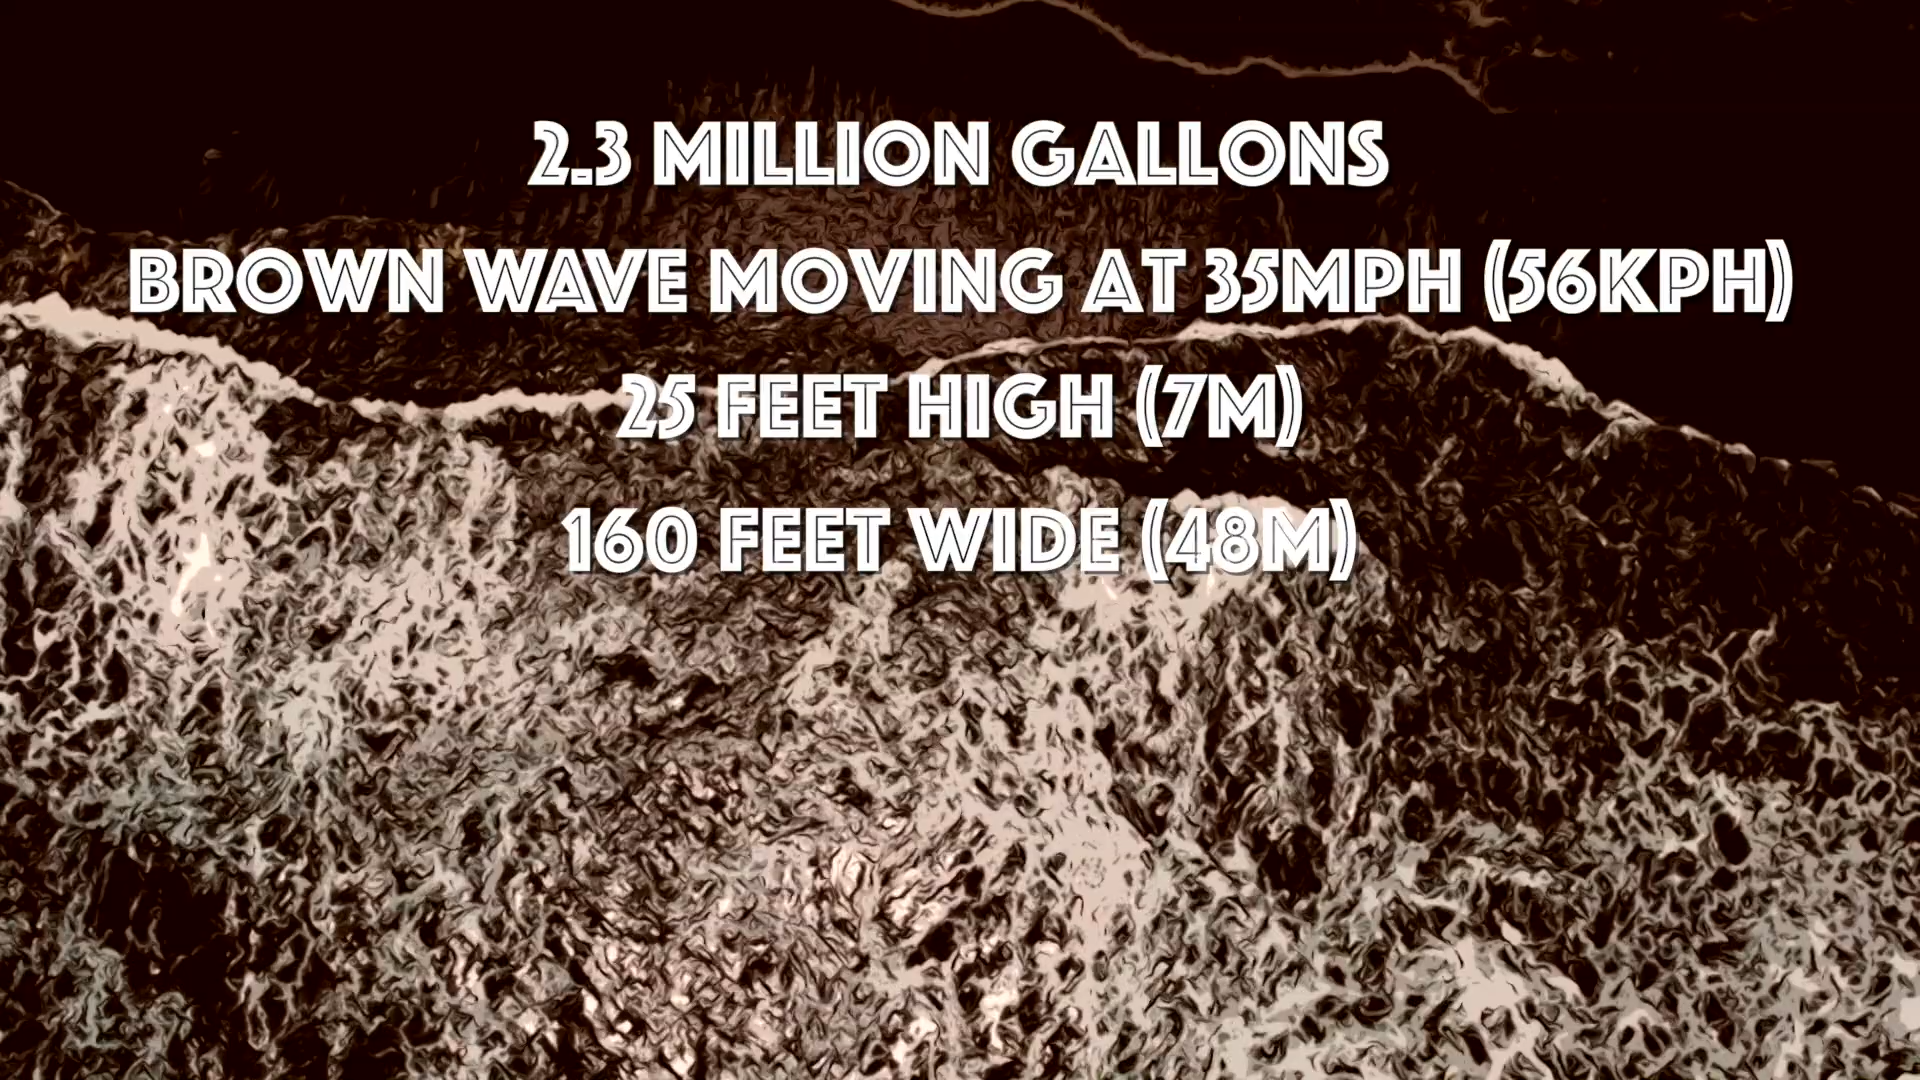 2.3 MILLION GALLONS
BROWN WAVE MOVING AT 35MPH (56KPH)
25 FEET HIGH (7M)
160 FEET WIDE (48M)